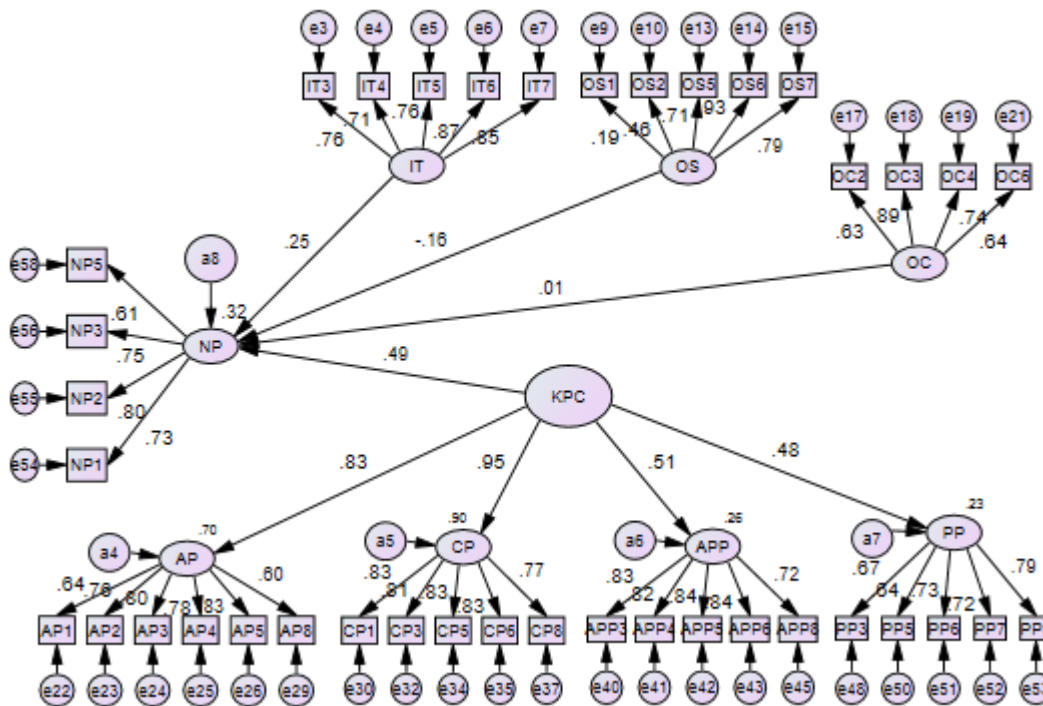 e3 e4 e5 e6 e7 e9 e10 e13 e14 e15
IT3 IT4 IT5 IT6 IT7 OS1 OS2 OS5 OS6 OS7
e17 e18 e19 e21
.76 .71 .76 .87 .85 .19 .46 .71 .93 .79
OC2 OC3 OC4 OC6
IT OS
.63 .89 .74 .64
OC
e58 NP5 a8 .25 -.16
.01
e56 NP3 .61 .32
NP
.75 .49
e55 NP2 KPC
.80
.73
e54 NP1 .83 .95 .51 .48
.70 .90 .26 .23
a4 AP a5 CP a6 APP a7 PP
.64 .76 .80 .78 .83 .60 .83 .81 .83 .83 .77 .83 .82 .84 .84 .72 .67 .64 .73 .72 .79
AP1 AP2 AP3 AP4 AP5 AP8 CP1 CP3 CP5 CP6 CP8 APP3 APP4 APP5 APP6 APP8 PP3 PP5 PP6 PP7
e22 e23 e24 e25 e26 e29 e30 e32 e34 e35 e37 e40 e41 e42 e43 e45 e48 e50 e51 e52 e53